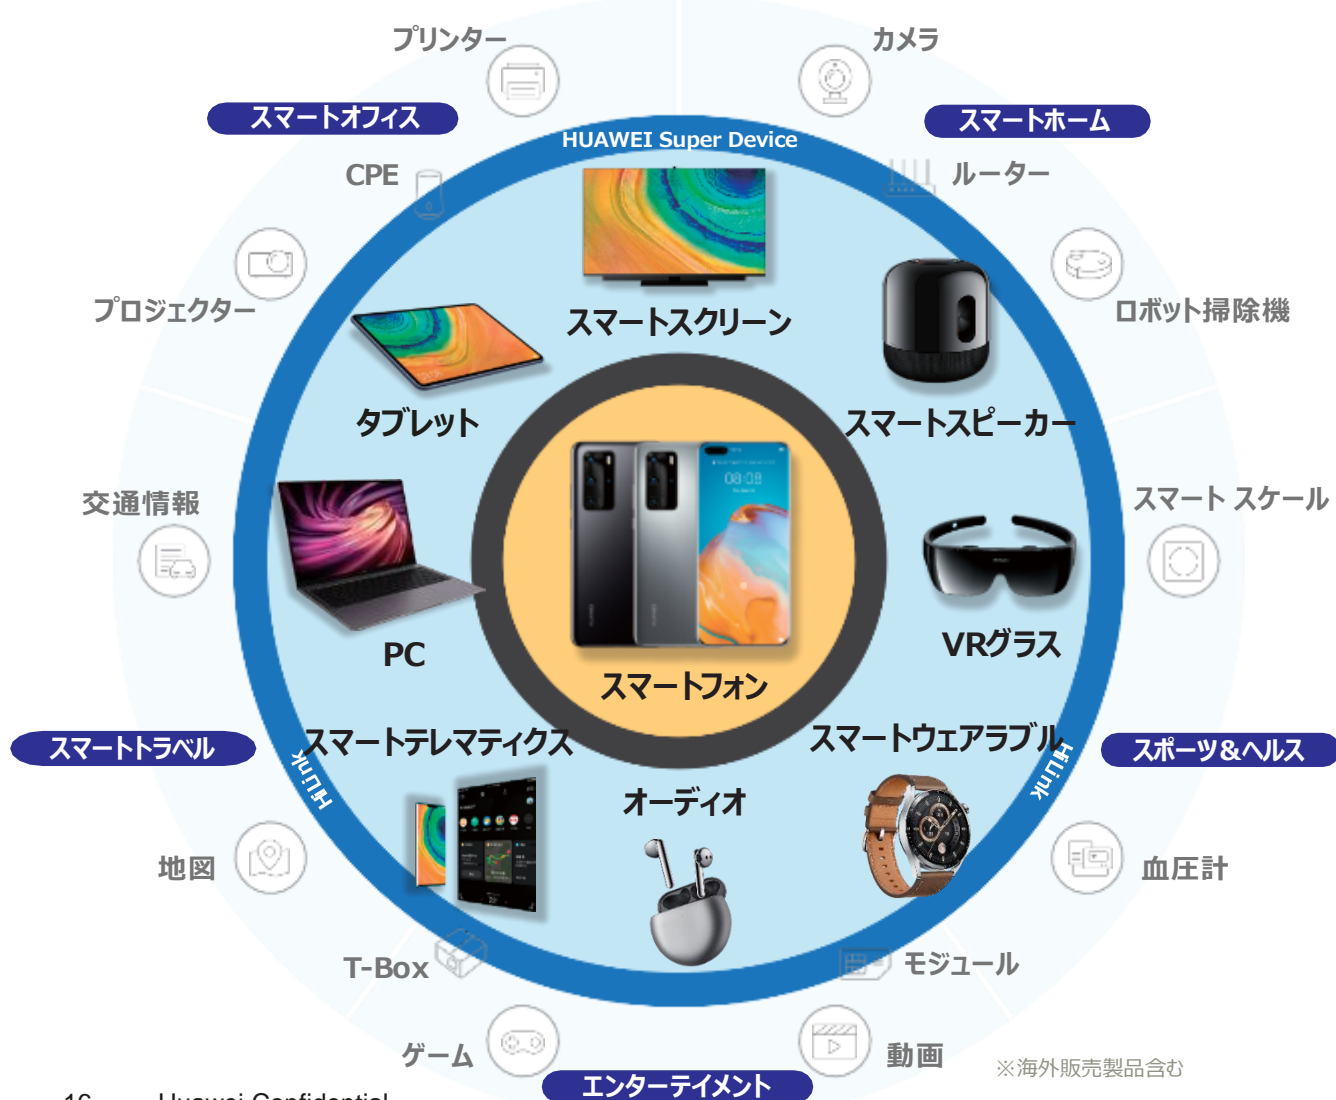 プリンター
カメラ
スマートオフィス
スマートホーム
HUAWEI Super Device
CPE
ルーター
プロジェクター
ロボット掃除機
スマートスクリーン
タブレット
スマートスピーカー
08:08
交通情報
スマート スケール
PC
VRグラス
スマートフォン
スマートトラベル
スマートテレマティクス
スマートウェアラブル
スポーツ&ヘルス
HiLink
HiLink
オーディオ
地図
血圧計
T-Box
モジュール
ゲーム
動画
※海外販売製品含む
エンターテイメント
16 Huawei Confidential